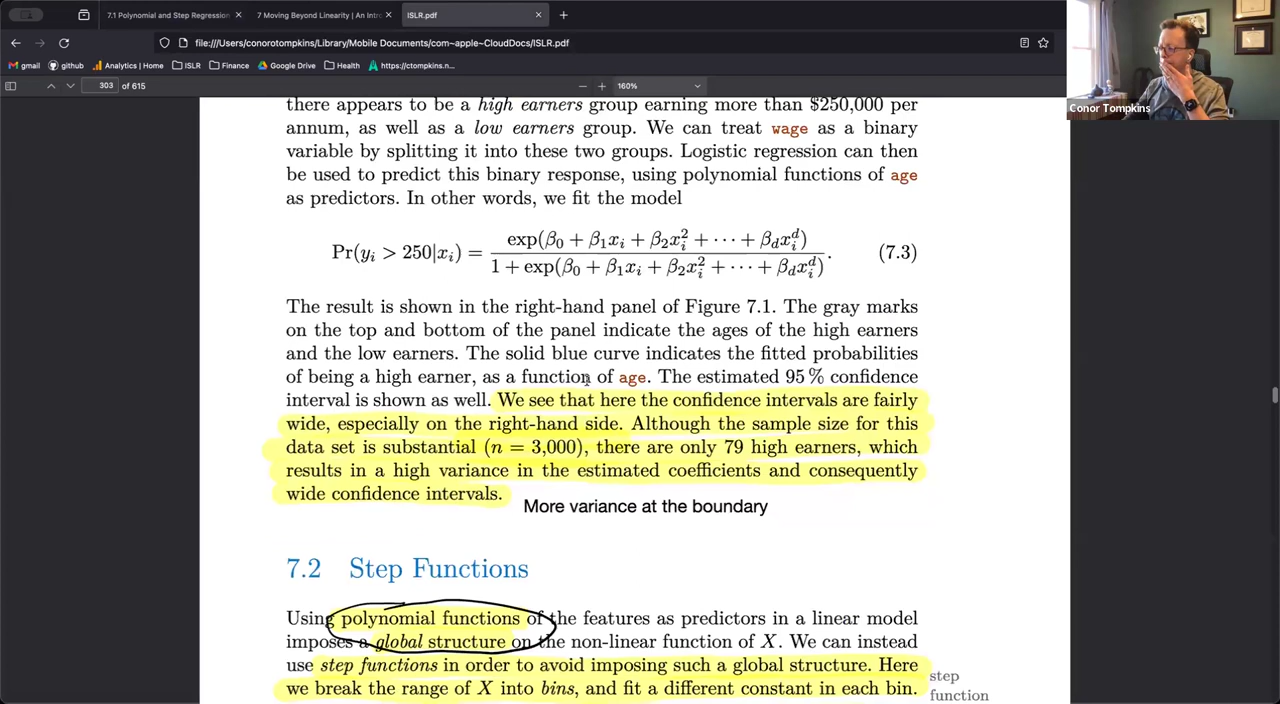 7.1 Polynomial and Step Regression
7 Moving Beyond Linearity | An Intr
ISLR.pdf
file:///Users/conorotompkins/Library/Mobile Documents/com~apple~CloudDocs/ISLR.pdf
gmail
github
Analytics | Home
ISLR
Finance
Google Drive
Health
https://ctompkins.n...
303 of 615
160%
Conor Tompkins
there appears to be a high earners group earning more than $250,000 per
annum, as well as a low earners group. We can treat wage as a binary
variable by splitting it into these two groups. Logistic regression can then
be used to predict this binary response, using polynomial functions of age
as predictors. In other words, we fit the model
Pr(yᵢ > 250|xᵢ) = exp(β₀ + β₁xᵢ + β₂xᵢ² + ··· + β_d xᵢᵈ) / 1 + exp(β₀ + β₁xᵢ + β₂xᵢ² + ··· + β_d xᵢᵈ). (7.3)
The result is shown in the right-hand panel of Figure 7.1. The gray marks
on the top and bottom of the panel indicate the ages of the high earners
and the low earners. The solid blue curve indicates the fitted probabilities
of being a high earner, as a function of age. The estimated 95 % confidence
interval is shown as well. We see that here the confidence intervals are fairly
wide, especially on the right-hand side. Although the sample size for this
data set is substantial (n = 3,000), there are only 79 high earners, which
results in a high variance in the estimated coefficients and consequently
wide confidence intervals.
More variance at the boundary
7.2 Step Functions
Using polynomial functions of the features as predictors in a linear model
imposes a global structure on the non-linear function of X. We can instead
use step functions in order to avoid imposing such a global structure. Here
we break the range of X into bins, and fit a different constant in each bin.
step
function